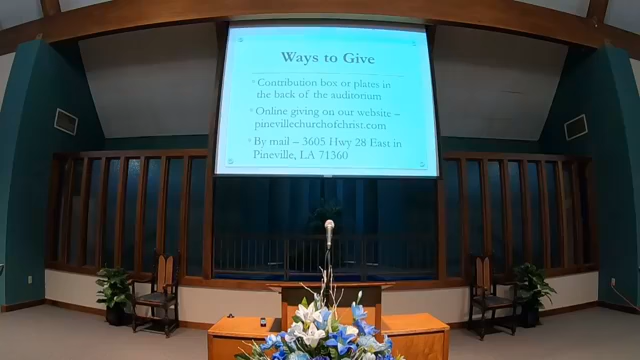 Ways to Give
• Contribution box or plates in
the back of the auditorium
• Online giving on our website –
pinevillechurchofchrist.com
• By mail – 3605 Hwy 28 East in
Pineville, LA 71360